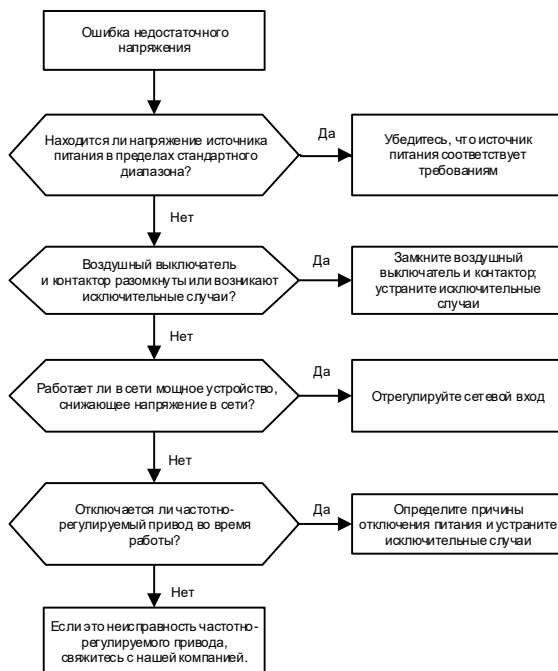 Ошибка недостаточного
напряжения
Находится ли напряжение источника
питания в пределах стандартного
диапазона?
Да
Убедитесь, что источник
питания соответствует
требованиям
Нет
Воздушный выключатель
и контактор разомкнуты или возникают
исключительные случаи?
Да
Замкните воздушный
выключатель и контактор;
устраните исключительные
случаи
Нет
Работает ли в сети мощное устройство,
снижающее напряжение в сети?
Да
Отрегулируйте сетевой вход
Нет
Отключается ли частотно-
регулируемый привод во время
работы?
Да
Определите причины
отключения питания и устраните
исключительные случаи
Нет
Если это неисправность частотно-
регулируемого привода,
свяжитесь с нашей компанией.